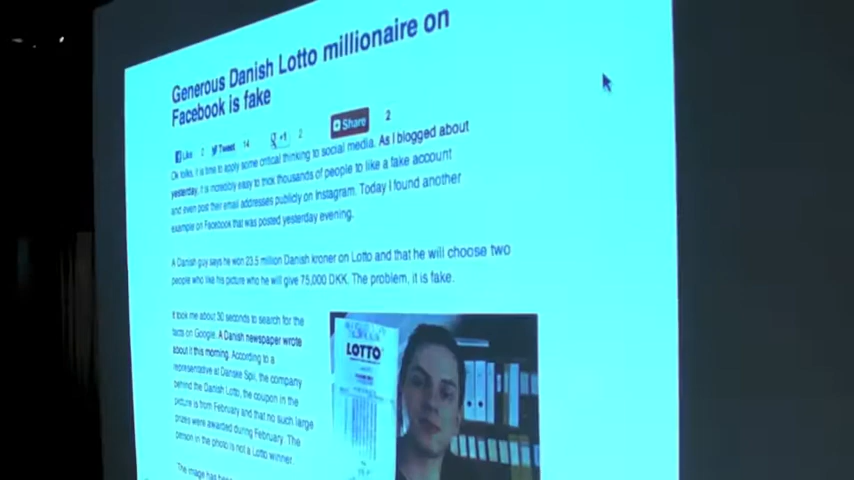 Generous Danish Lotto millionaire on
Facebook is fake
Like 2 Tweet 14 +1 2 Share 2
Ok folks, it is time to apply some critical thinking to social media. As I blogged about
yesterday, it is incredibly easy to trick thousands of people to like a fake account
and even post their email addresses publicly on Instagram. Today I found another
example on Facebook that was posted yesterday evening.
A Danish guy says he won 23.5 million Danish kroner on Lotto and that he will choose two
people who like his picture who he will give 75,000 DKK. The problem, it is fake.
It took me about 30 seconds to search for the
facts on Google. A Danish newspaper wrote
about it this morning. According to a
representative at Danske Spil, the company
behind the Danish Lotto, the coupon in the
picture is from February and that no such large
prizes were awarded during February. The
person in the photo is not a Lotto winner.
The image has
LOTTO